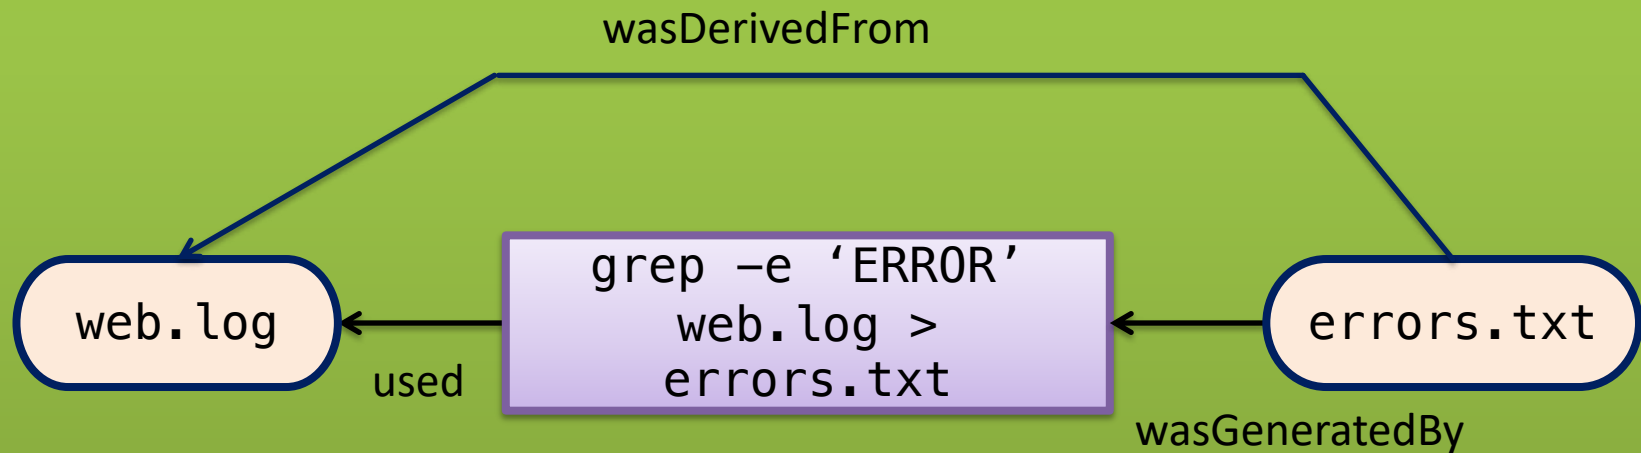 wasDerivedFrom
web.log
used
grep –e ‘ERROR’
web.log >
errors.txt
wasGeneratedBy
errors.txt